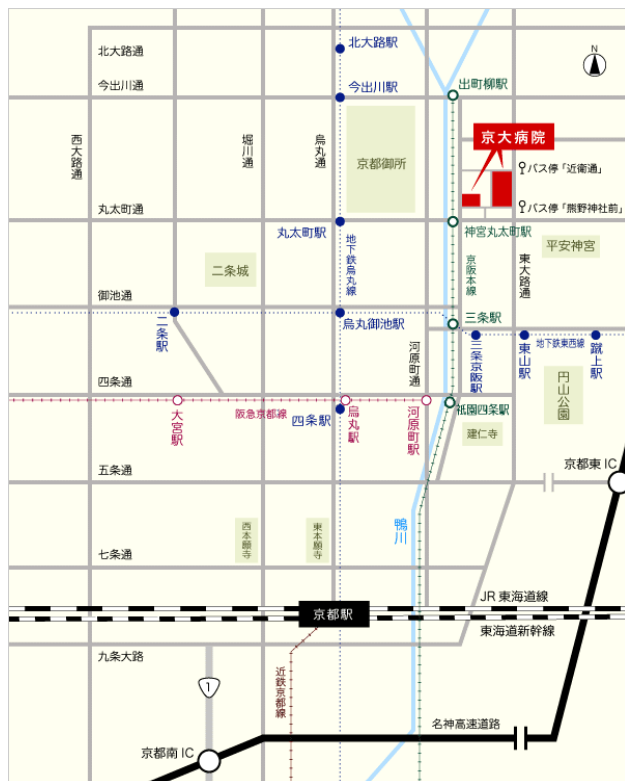 北大路駅
N
北大路通
今出川通
今出川駅
出町柳駅
京大病院
西大路通
堀川通
烏丸通
京都御所
バス停「近衛通」
バス停「熊野神社前」
丸太町通
丸太町駅
神宮丸太町駅
平安神宮
地下鉄烏丸線
京阪本線
東大路通
二条城
御池通
二条駅
烏丸御池駅
三条駅
河原町通
三条京阪駅
東山駅
地下鉄東西線
蹴上駅
四条通
大宮駅
阪急京都線
四条駅
烏丸駅
河原町駅
祇園四条駅
円山公園
建仁寺
五条通
京都東IC
鴨川
西本願寺
東本願寺
七条通
JR東海道線
京都駅
東海道新幹線
九条大路
近鉄京都線
1
名神高速道路
京都南IC